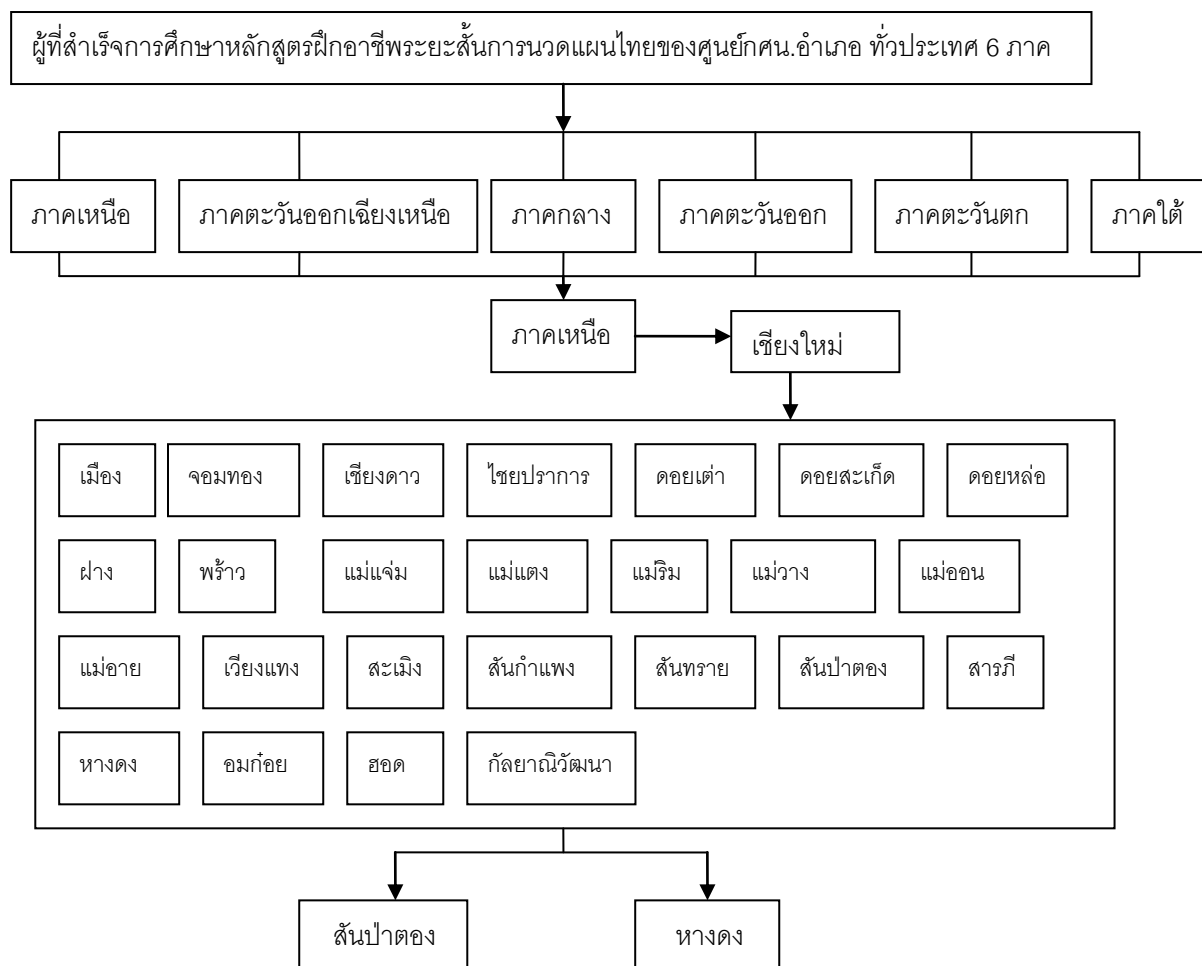 ผู้ที่สำเร็จการศึกษาหลักสูตรฝึกอาชีพระยะสั้นการนวดแผนไทยของศูนย์กศน.อำเภอ ทั่วประเทศ 6 ภาค
ภาคเหนือ ภาคตะวันออกเฉียงเหนือ ภาคกลาง ภาคตะวันออก ภาคตะวันตก ภาคใต้
ภาคเหนือ เชียงใหม่
เมือง จอมทอง เชียงดาว ไชยปราการ ดอยเต่า ดอยสะเก็ด ดอยหล่อ
ฝาง พร้าว แม่แจ่ม แม่แตง แม่ริม แม่วาง แม่ออน
แม่อาย เวียงแหง สะเมิง สันกำแพง สันทราย สันป่าตอง สารภี
หางดง อมก๋อย ฮอด กัลยาณิวัฒนา
สันป่าตอง หางดง